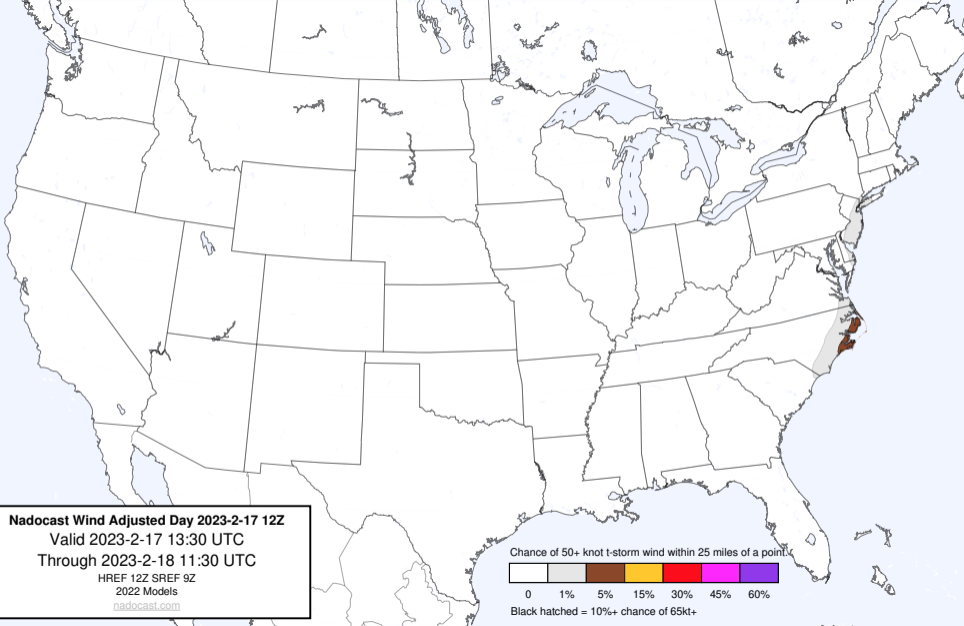 Nadocast Wind Adjusted Day 2023-2-17 12Z
Valid 2023-2-17 13:30 UTC
Through 2023-2-18 11:30 UTC
HREF 12Z SREF 9Z
2022 Models
nadocast.com
Chance of 50+ knot t-storm wind within 25 miles of a point.
0 1% 5% 15% 30% 45% 60%
Black hatched = 10%+ chance of 65kt+